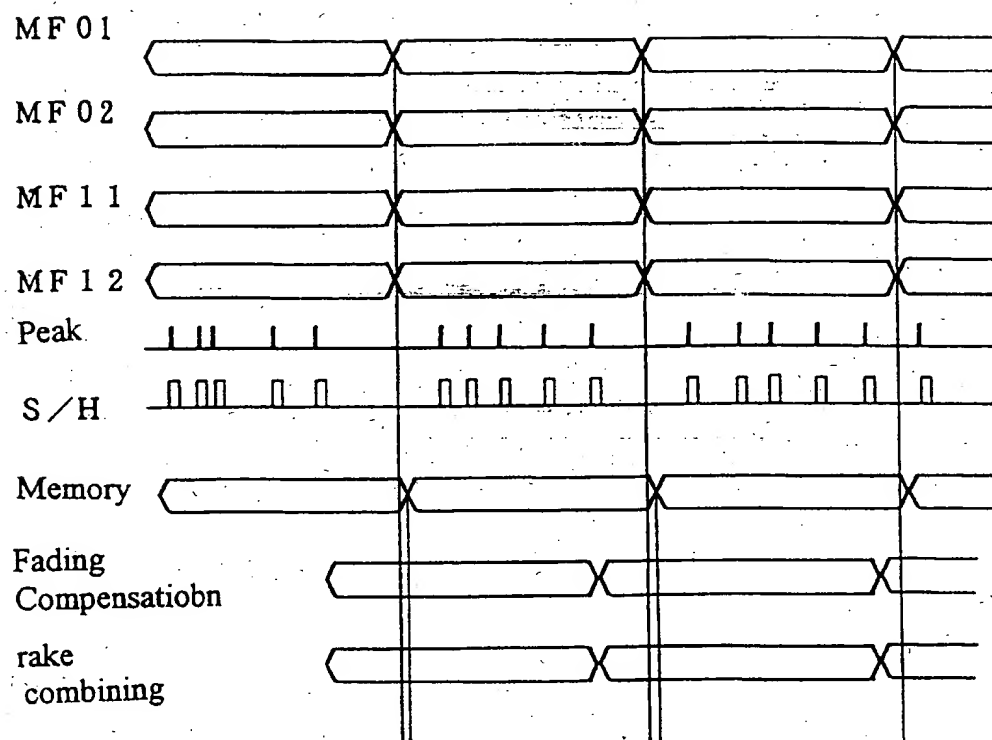 MF01
MF02
MF11
MF12
Peak
S/H
Memory
Fading
Compensatiobn
rake
combining